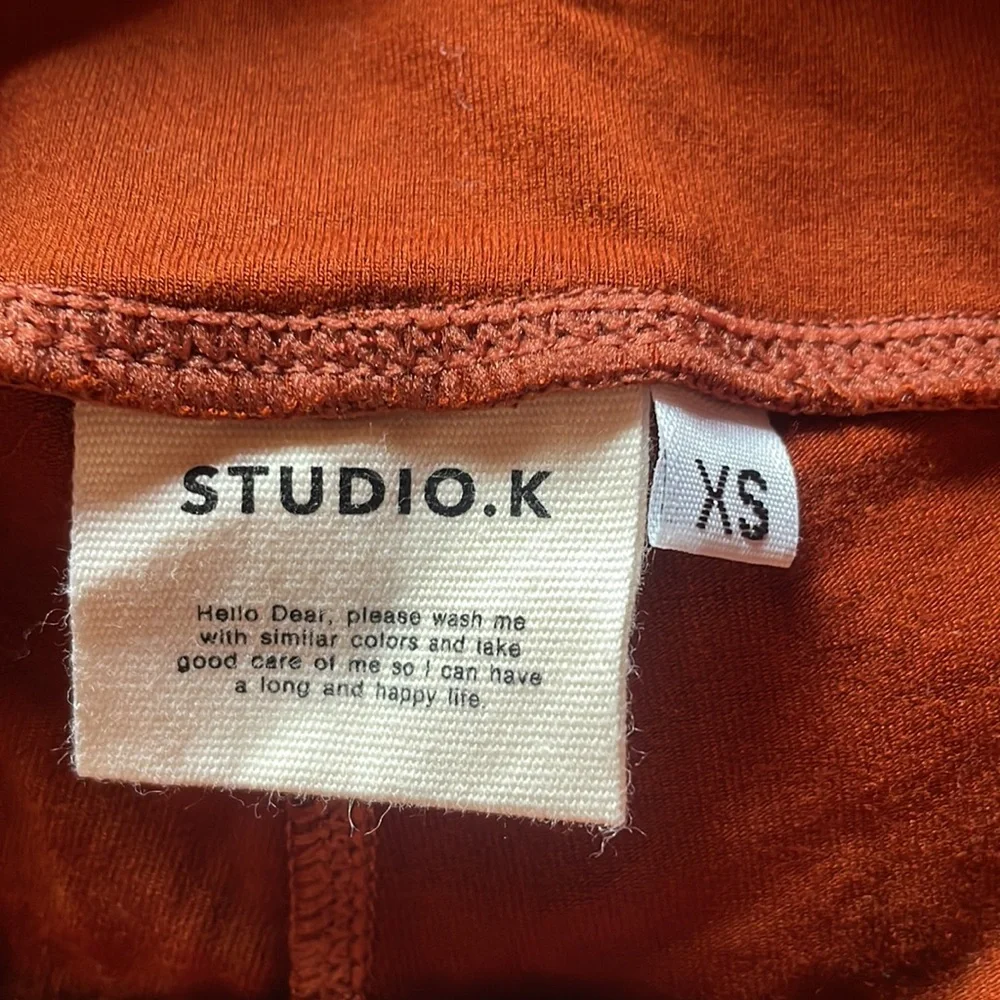 STUDIO.K
XS
Hello Dear, please wash me
with similar colors and take
good care of me so I can have
a long and happy life.